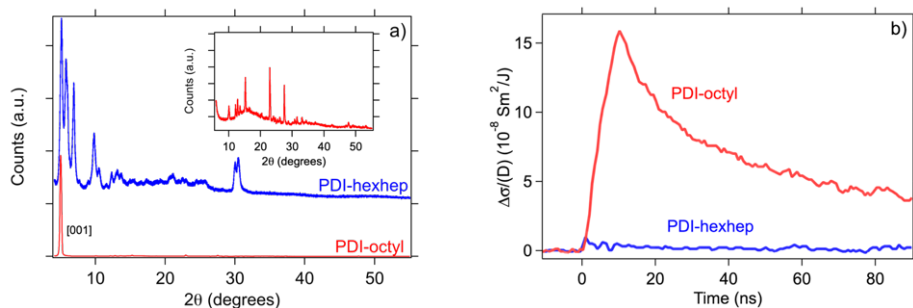 a)
Counts (a.u.)
Counts (a.u.)
10 20 30 40 50
2θ (degrees)
PDI-hexhep
[001]
PDI-octyl
10 20 30 40 50
2θ (degrees)
b)
Δσ/(D) (10⁻⁸ Sm²/J)
15
10
5
0
PDI-octyl
PDI-hexhep
0 20 40 60 80
Time (ns)